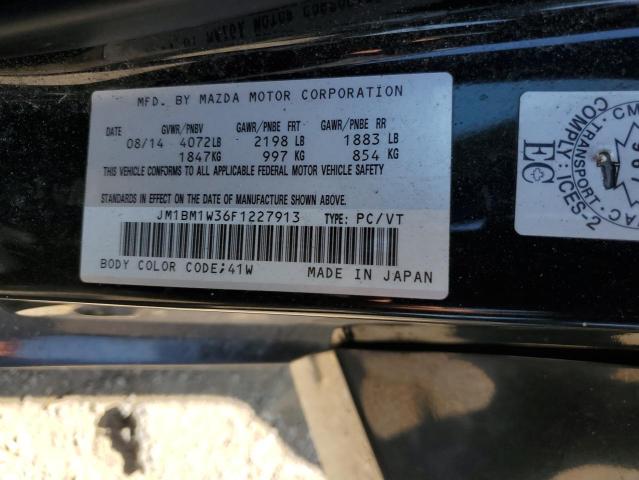 MAZDA MOTOR
MFD. BY MAZDA MOTOR CORPORATION
DATE GVWR/PNBV GAWR/PNBE FRT GAWR/PNBE RR
08/14 4072LB 2198 LB 1883 LB
1847KG 997 KG 854 KG
THIS VEHICLE CONFORMS TO ALL APPLICABLE FEDERAL MOTOR VEHICLE SAFETY
STANDARDS IN EFFECT ON THE DATE OF MANUFACTURE SHOWN ABOVE.
JM1BM1W36F1227913 TYPE: PC/VT
BODY COLOR CODE;41W MADE IN JAPAN
EC
COMPLY: ICES-2
TRANSPORT